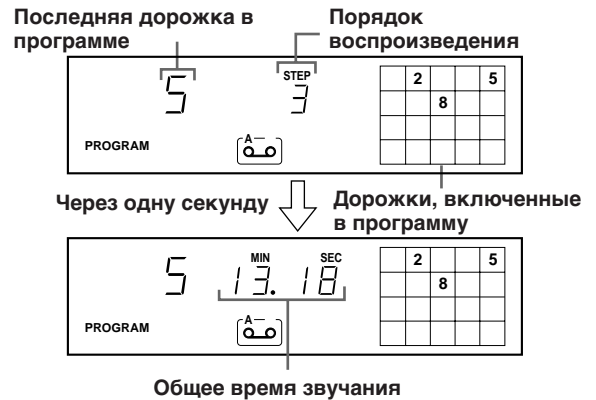 Последняя дорожка в
программе
Порядок
воспроизведения
STEP
5 3
2 5
8
PROGRAM
A
Через одну секунду
Дорожки, включенные
в программу
MIN SEC
5 13. 18
2 5
8
PROGRAM
A
Общее время звучания